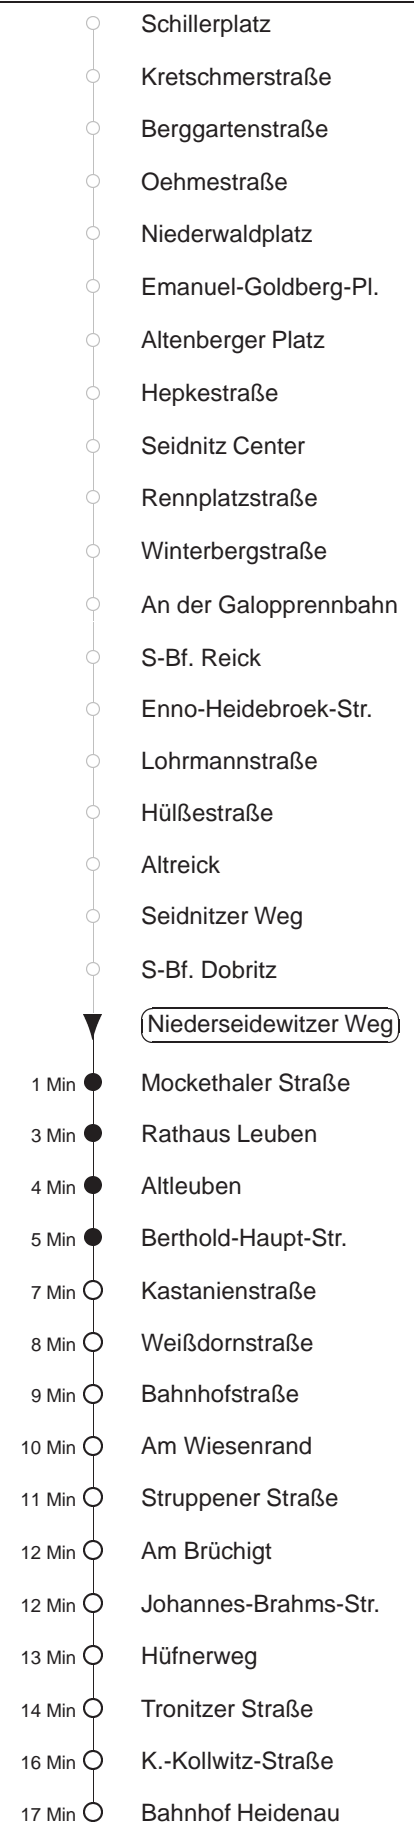 Schillerplatz
Kretschmerstraße
Berggartenstraße
Oehmestraße
Niederwaldplatz
Emanuel-Goldberg-Pl.
Altenberger Platz
Hepkestraße
Seidnitz Center
Rennplatzstraße
Winterbergstraße
An der Galopprennbahn
S-Bf. Reick
Enno-Heidebroek-Str.
Lohrmannstraße
Hülßestraße
Altreick
Seidnitzer Weg
S-Bf. Dobritz
Niederseidewitzer Weg
1 Min Mockethaler Straße
3 Min Rathaus Leuben
4 Min Altleuben
5 Min Berthold-Haupt-Str.
7 Min Kastanienstraße
8 Min Weißdornstraße
9 Min Bahnhofstraße
10 Min Am Wiesenrand
11 Min Struppener Straße
12 Min Am Brüchigt
12 Min Johannes-Brahms-Str.
13 Min Hüfnerweg
14 Min Tronitzer Straße
16 Min K.-Kollwitz-Straße
17 Min Bahnhof Heidenau